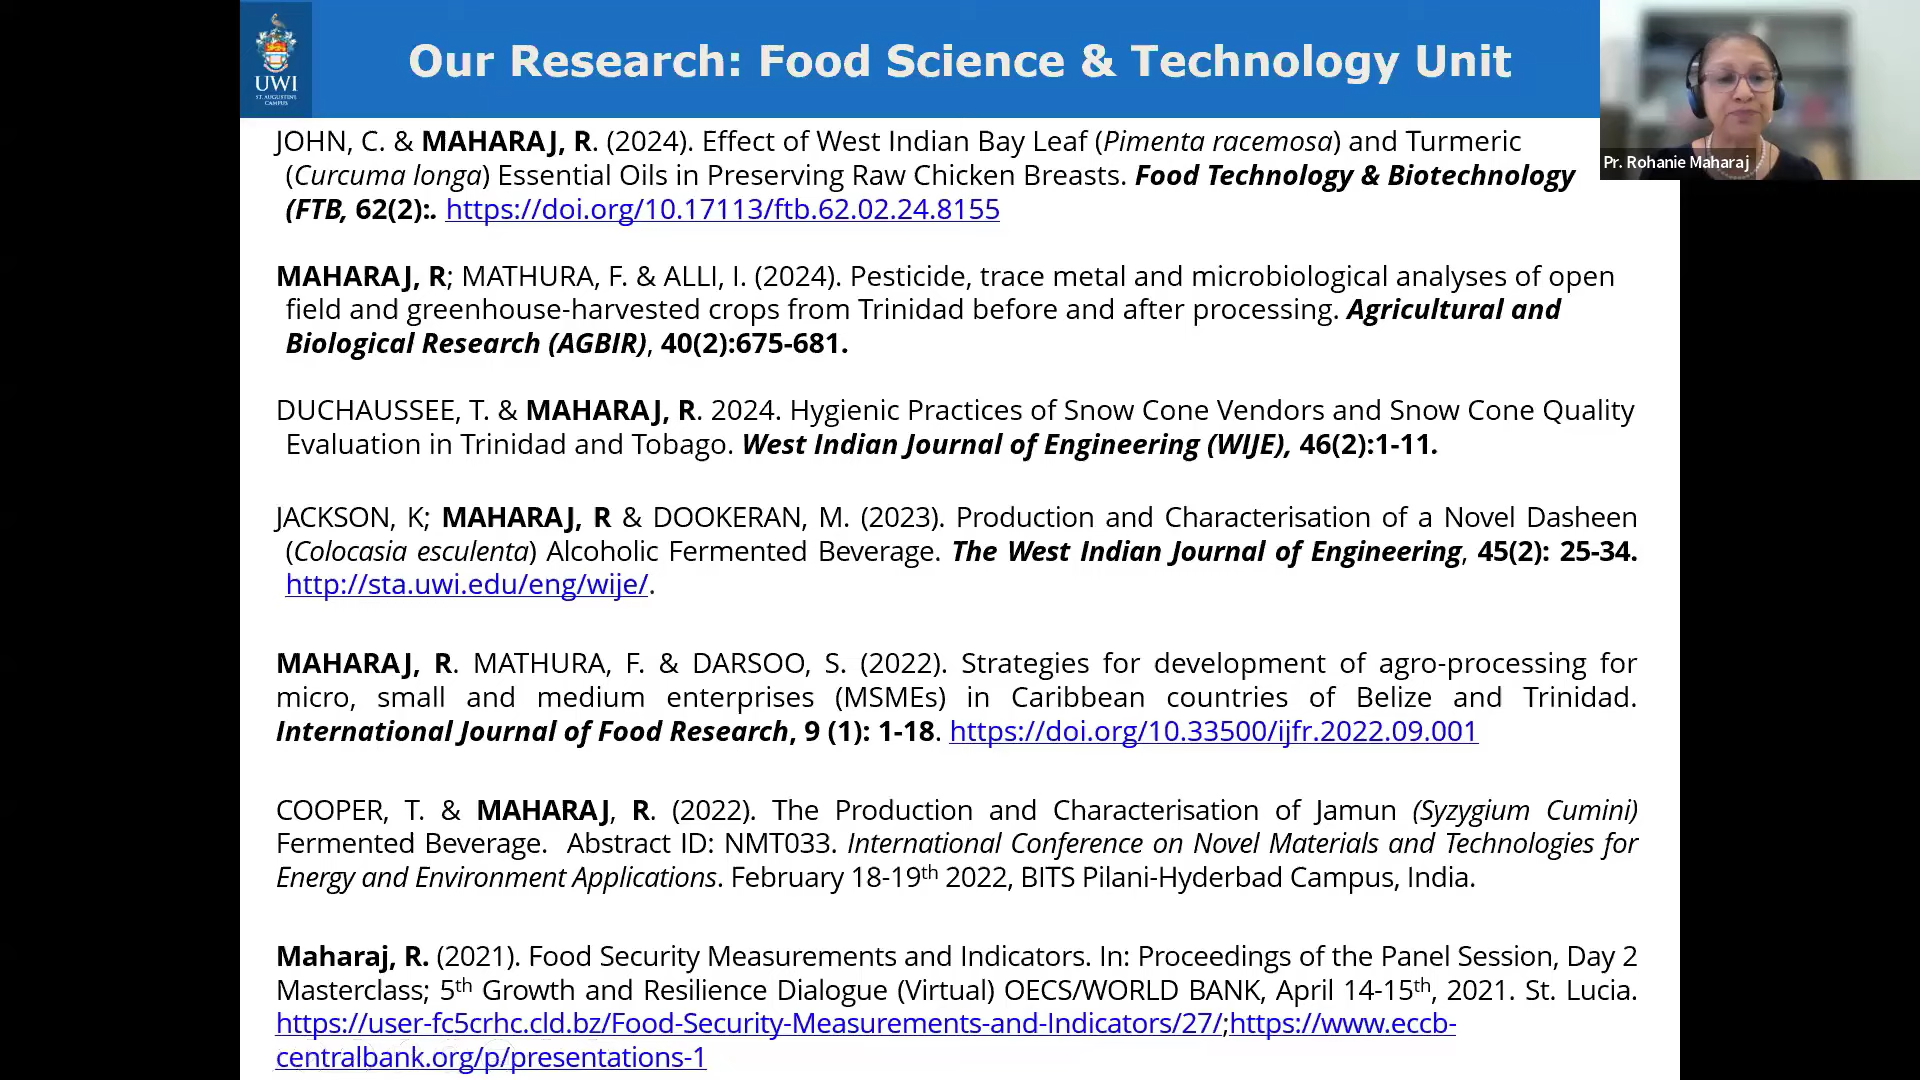 UWI
ST. AUGUSTINE
CAMPUS
Our Research: Food Science & Technology Unit
Pr. Rohanie Maharaj
JOHN, C. & MAHARAJ, R. (2024). Effect of West Indian Bay Leaf (Pimenta racemosa) and Turmeric
(Curcuma longa) Essential Oils in Preserving Raw Chicken Breasts. Food Technology & Biotechnology
(FTB, 62(2):. https://doi.org/10.17113/ftb.62.02.24.8155
MAHARAJ, R; MATHURA, F. & ALLI, I. (2024). Pesticide, trace metal and microbiological analyses of open
field and greenhouse-harvested crops from Trinidad before and after processing. Agricultural and
Biological Research (AGBIR), 40(2):675-681.
DUCHAUSSEE, T. & MAHARAJ, R. 2024. Hygienic Practices of Snow Cone Vendors and Snow Cone Quality
Evaluation in Trinidad and Tobago. West Indian Journal of Engineering (WIJE), 46(2):1-11.
JACKSON, K; MAHARAJ, R & DOOKERAN, M. (2023). Production and Characterisation of a Novel Dasheen
(Colocasia esculenta) Alcoholic Fermented Beverage. The West Indian Journal of Engineering, 45(2): 25-34.
http://sta.uwi.edu/eng/wije/.
MAHARAJ, R. MATHURA, F. & DARSOO, S. (2022). Strategies for development of agro-processing for
micro, small and medium enterprises (MSMEs) in Caribbean countries of Belize and Trinidad.
International Journal of Food Research, 9 (1): 1-18. https://doi.org/10.33500/ijfr.2022.09.001
COOPER, T. & MAHARAJ, R. (2022). The Production and Characterisation of Jamun (Syzygium Cumini)
Fermented Beverage. Abstract ID: NMT033. International Conference on Novel Materials and Technologies for
Energy and Environment Applications. February 18-19th 2022, BITS Pilani-Hyderbad Campus, India.
Maharaj, R. (2021). Food Security Measurements and Indicators. In: Proceedings of the Panel Session, Day 2
Masterclass; 5th Growth and Resilience Dialogue (Virtual) OECS/WORLD BANK, April 14-15th, 2021. St. Lucia.
https://user-fc5crhc.cld.bz/Food-Security-Measurements-and-Indicators/27/;https://www.eccb-
centralbank.org/p/presentations-1